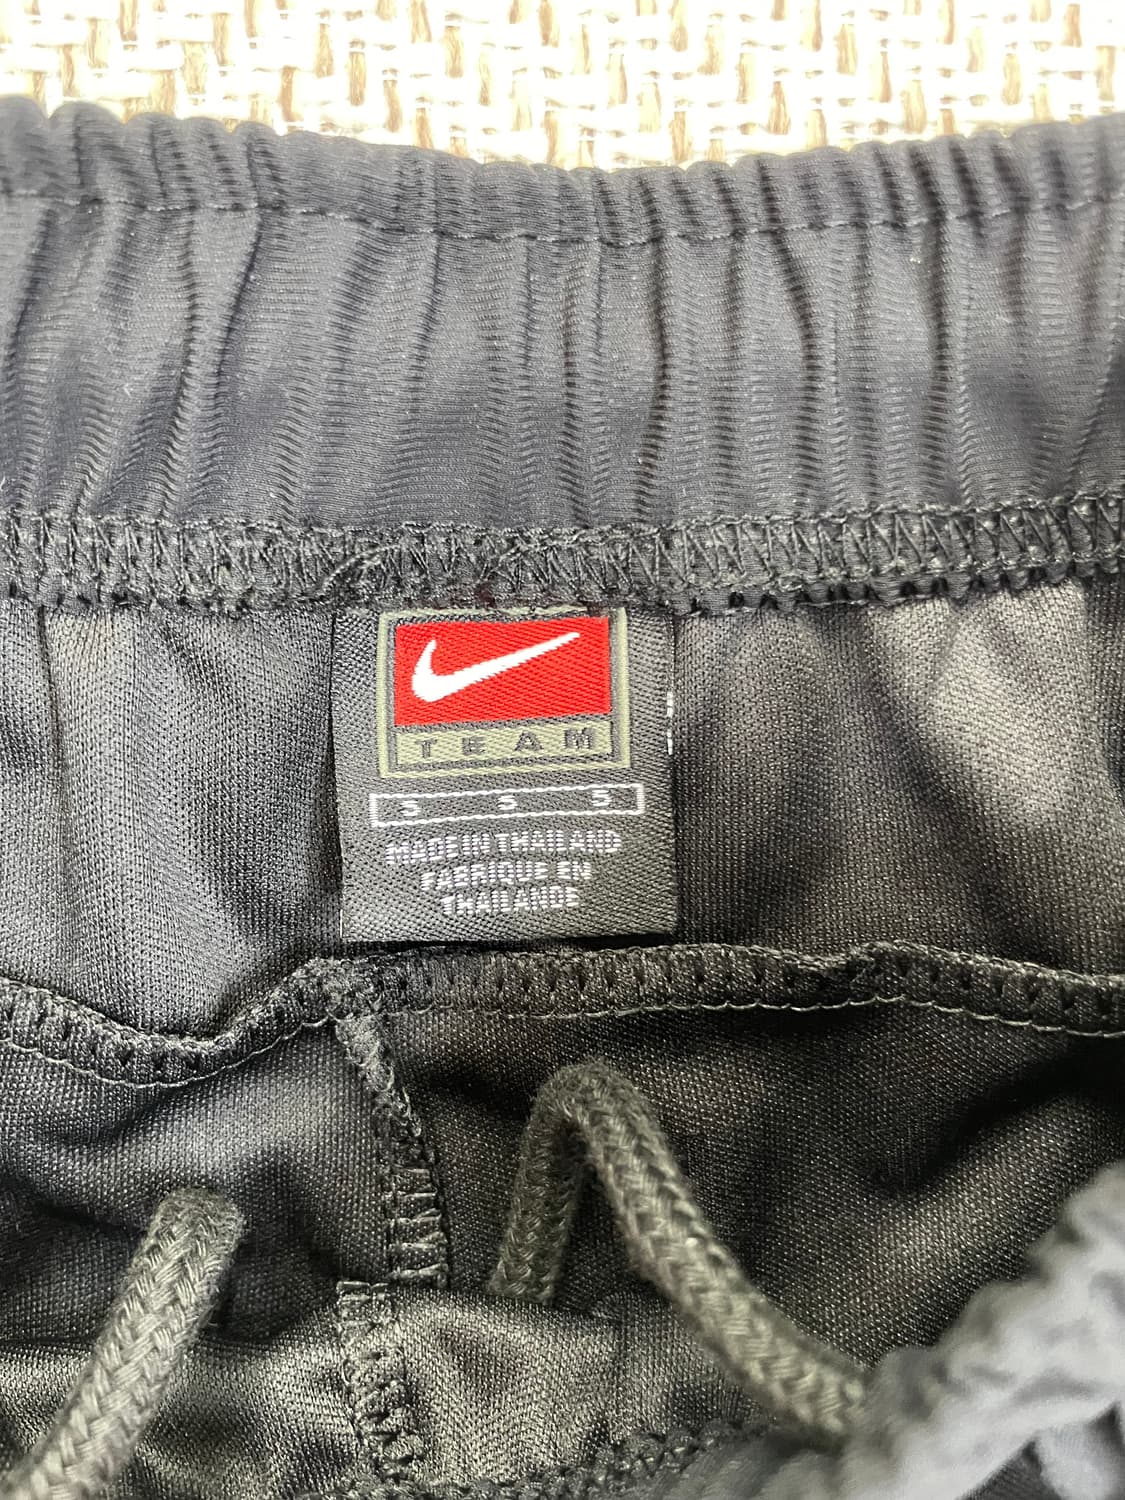 TEAM
S S S
MADE IN THAILAND
FABRIQUE EN
THAILANDE